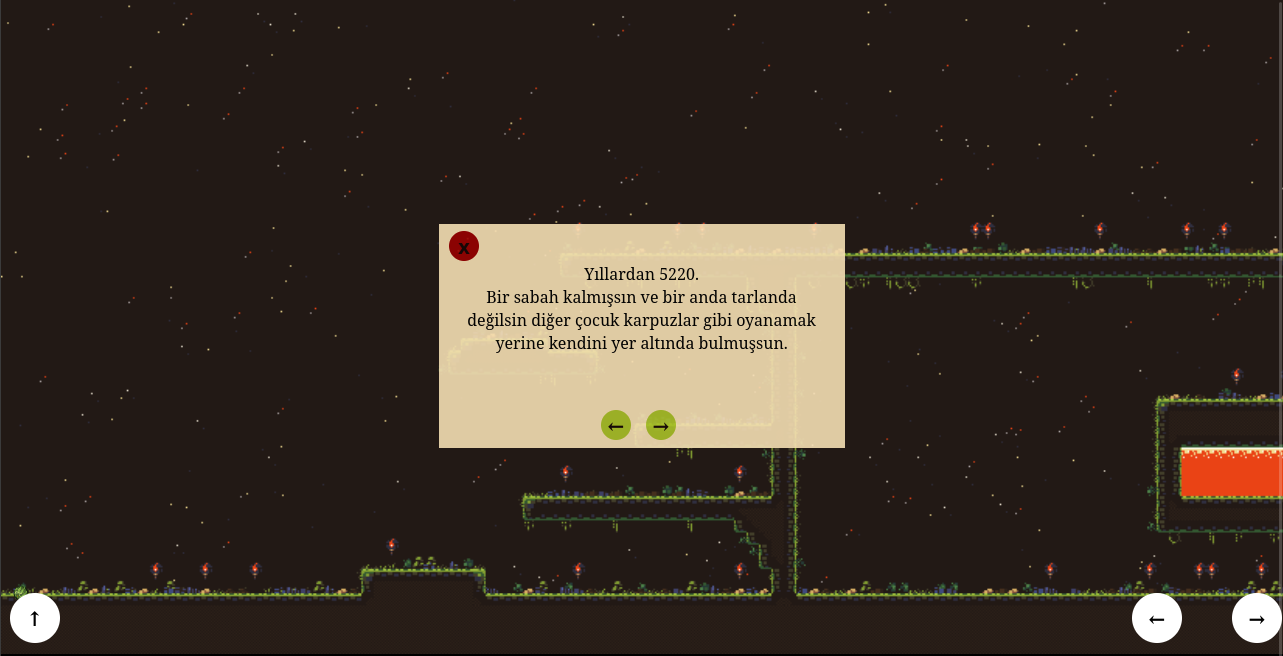 x
Yıllardan 5220.
Bir sabah kalmışsın ve bir anda tarlanda
değilsin diğer çocuk karpuzlar gibi oyanamak
yerine kendini yer altında bulmuşsun.
← →
↑ ← →